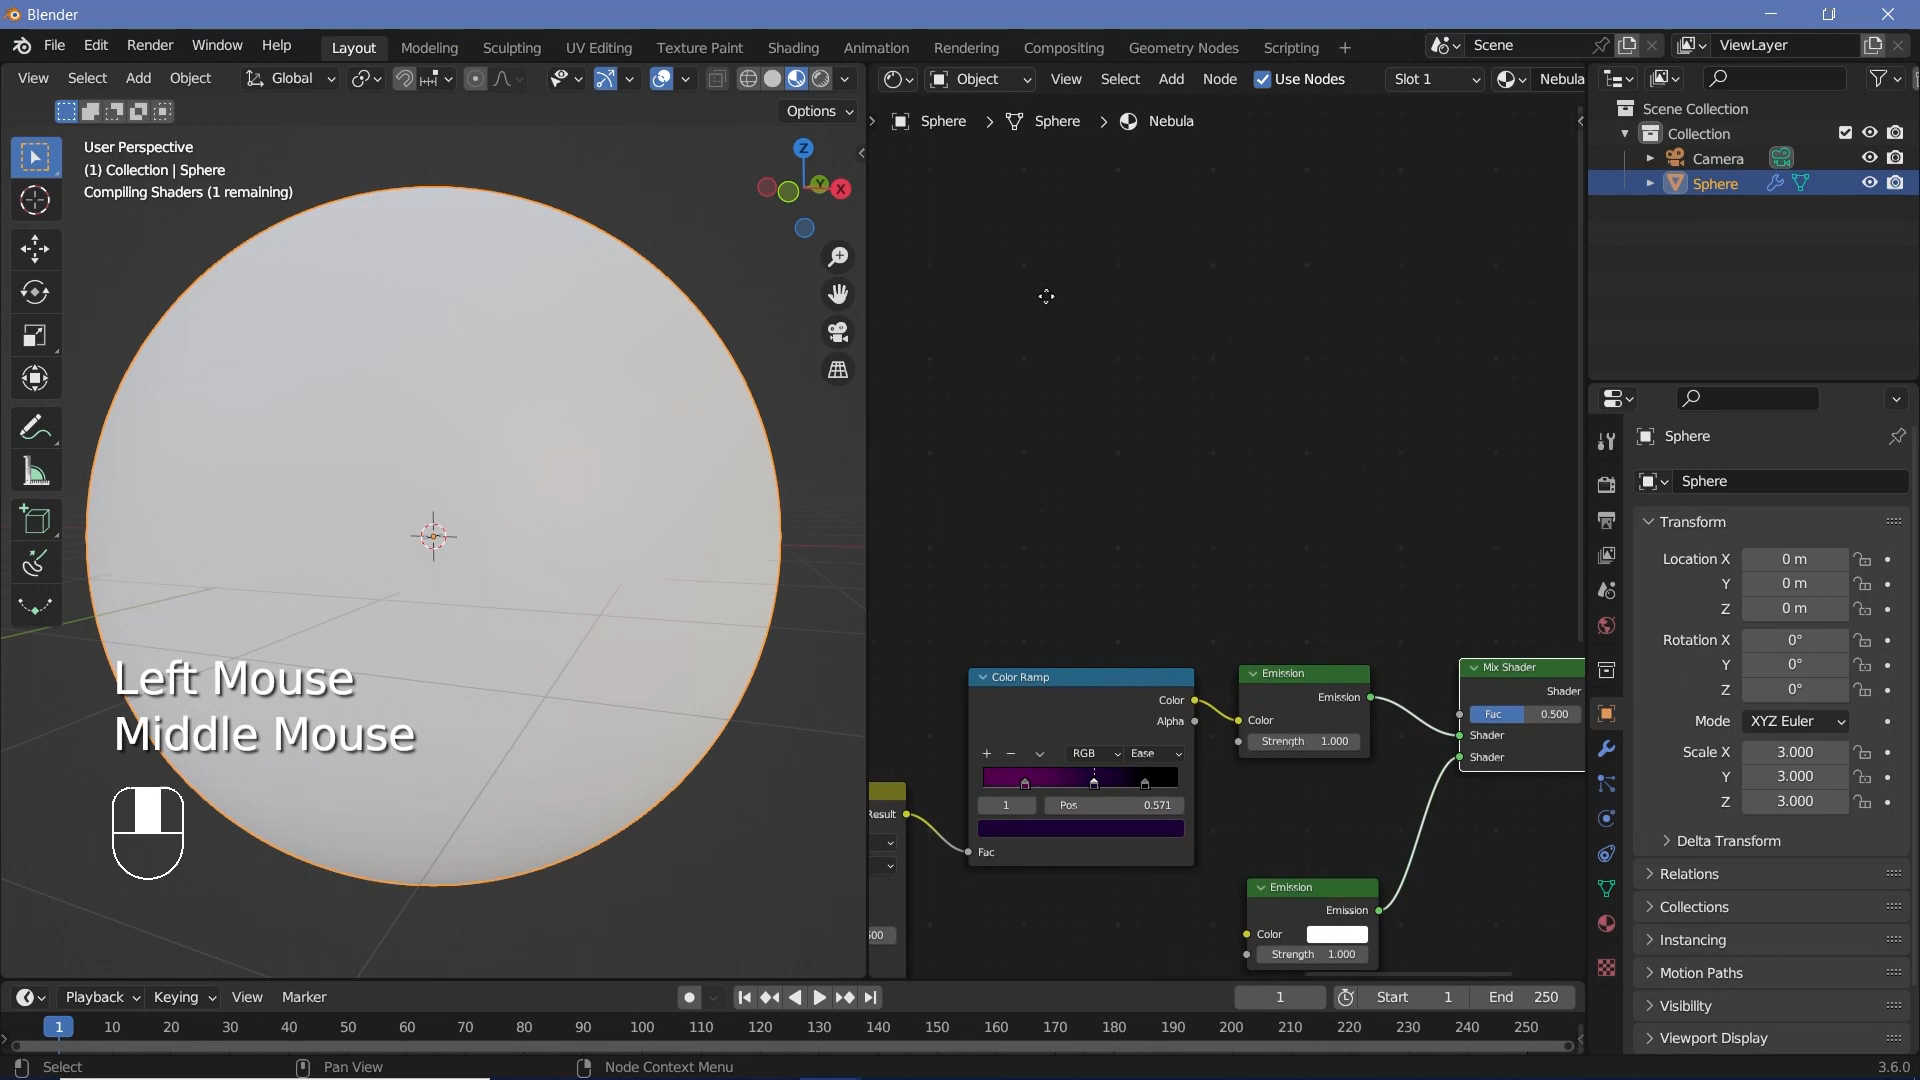 Blender
File Edit Render Window Help Layout Modeling Sculpting UV Editing Texture Paint Shading Animation Rendering Compositing Geometry Nodes Scripting + Scene ViewLayer
View Select Add Object Global
Options
User Perspective
(1) Collection | Sphere
Compiling Shaders (1 remaining)
Z
Y
X
Left Mouse
Middle Mouse
Object View Select Add Node Use Nodes Slot 1 Nebula
Sphere > Sphere > Nebula
Color Ramp
Color
Alpha
RGB Ease
1 Pos 0.571
Fac
Result
Emission
Emission
Color
Strength 1.000
Emission
Emission
Color
Strength 1.000
Mix Shader
Shader
Fac 0.500
Shader
Shader
Scene Collection
Collection
Camera
Sphere
Sphere
Sphere
Transform
Location X 0 m
Y 0 m
Z 0 m
Rotation X 0°
Y 0°
Z 0°
Mode XYZ Euler
Scale X 3.000
Y 3.000
Z 3.000
Delta Transform
Relations
Collections
Instancing
Motion Paths
Visibility
Viewport Display
Playback Keying View Marker 1 Start 1 End 250
1 10 20 30 40 50 60 70 80 90 100 110 120 130 140 150 160 170 180 190 200 210 220 230 240 250
Select Pan View Node Context Menu 3.6.0